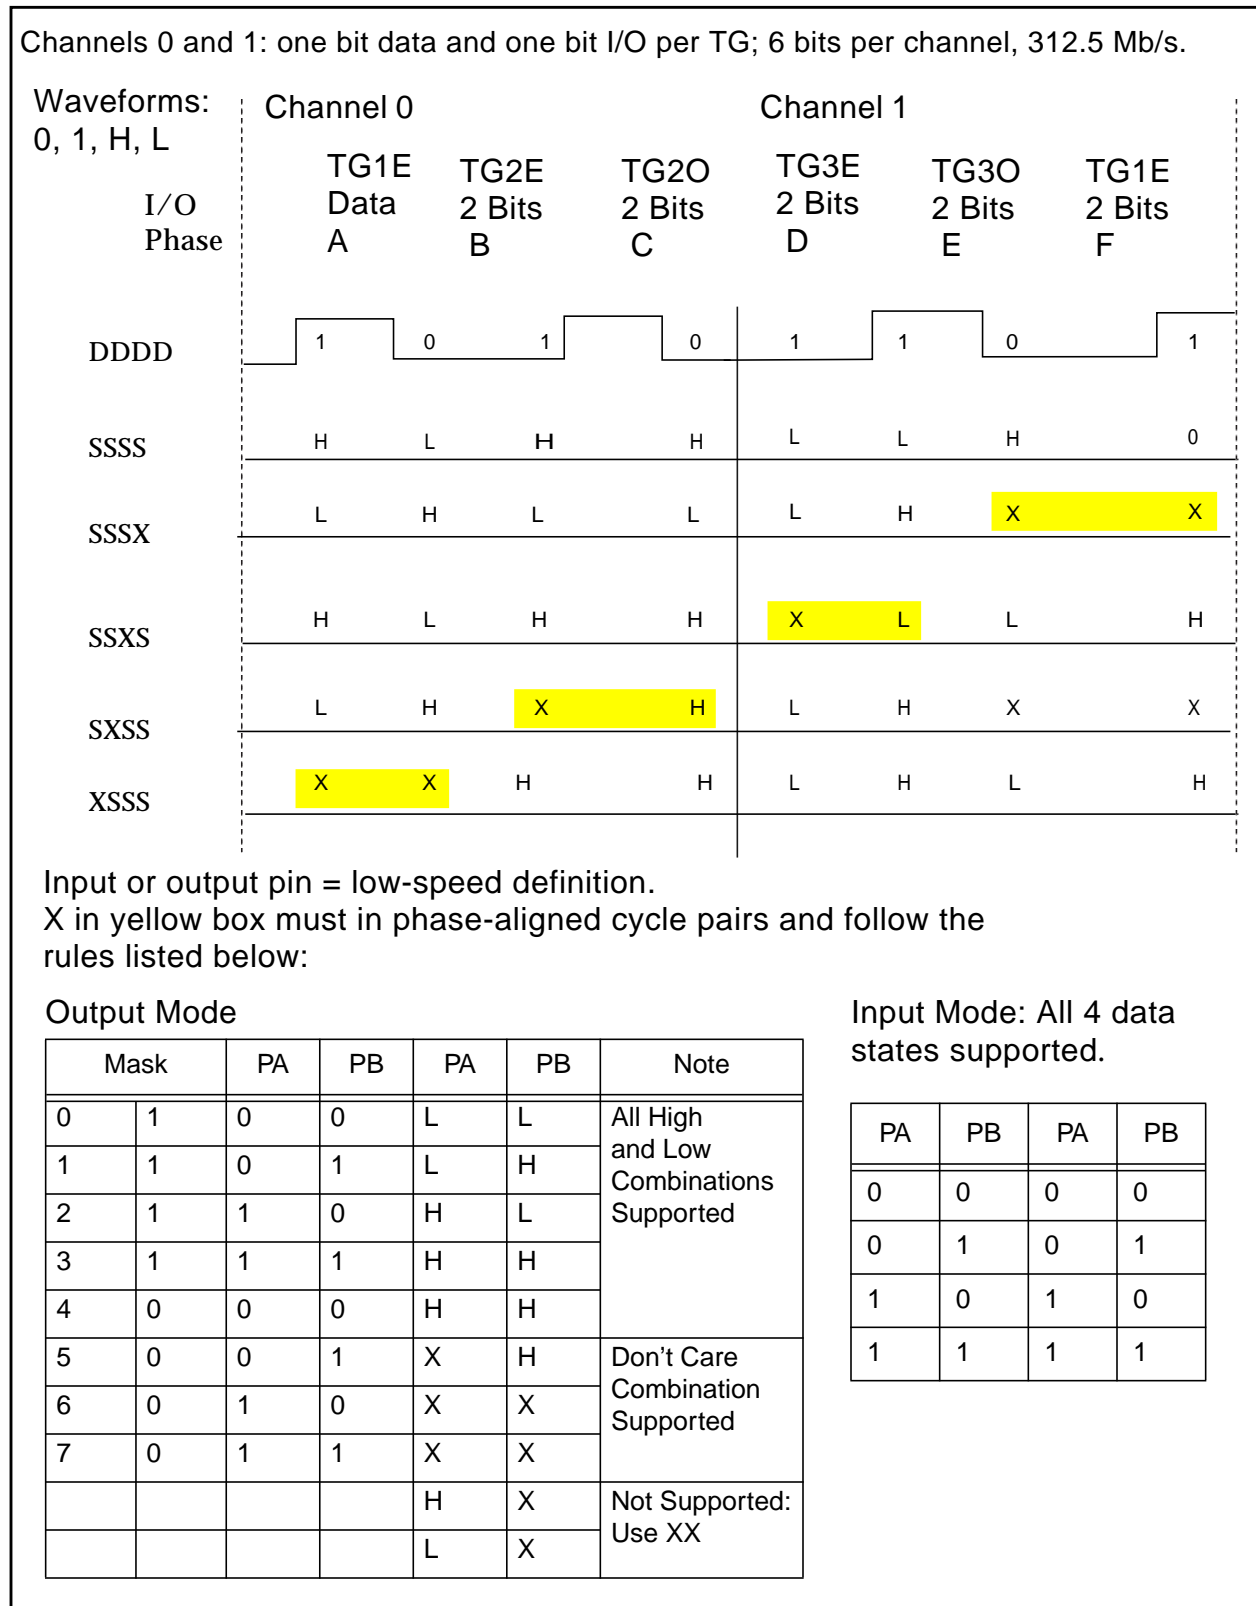 Channels 0 and 1: one bit data and one bit I/O per TG; 6 bits per channel, 312.5 Mb/s.
Waveforms:
0, 1, H, L
Channel 0 Channel 1
I/O
Phase
TG1E
Data
A
TG2E
2 Bits
B
TG2O
2 Bits
C
TG3E
2 Bits
D
TG3O
2 Bits
E
TG1E
2 Bits
F
DDDD 1 0 1 0 1 1 0 1
SSSS H L H H L L H 0
SSSX L H L L L H X X
SSXS H L H H X L L H
SXSS L H X H L H X X
XSSS X X H H L H L H
Input or output pin = low-speed definition.
X in yellow box must in phase-aligned cycle pairs and follow the
rules listed below:
Output Mode
Mask PA PB PA PB Note
0 1 0 0 L L
1 1 0 1 L H
2 1 1 0 H L
3 1 1 1 H H
4 0 0 0 H H
All High
and Low
Combinations
Supported
5 0 0 1 X H
6 0 1 0 X X
7 0 1 1 X X
Don't Care
Combination
Supported
H X
L X
Not Supported:
Use XX
Input Mode: All 4 data
states supported.
PA PB PA PB
0 0 0 0
0 1 0 1
1 0 1 0
1 1 1 1